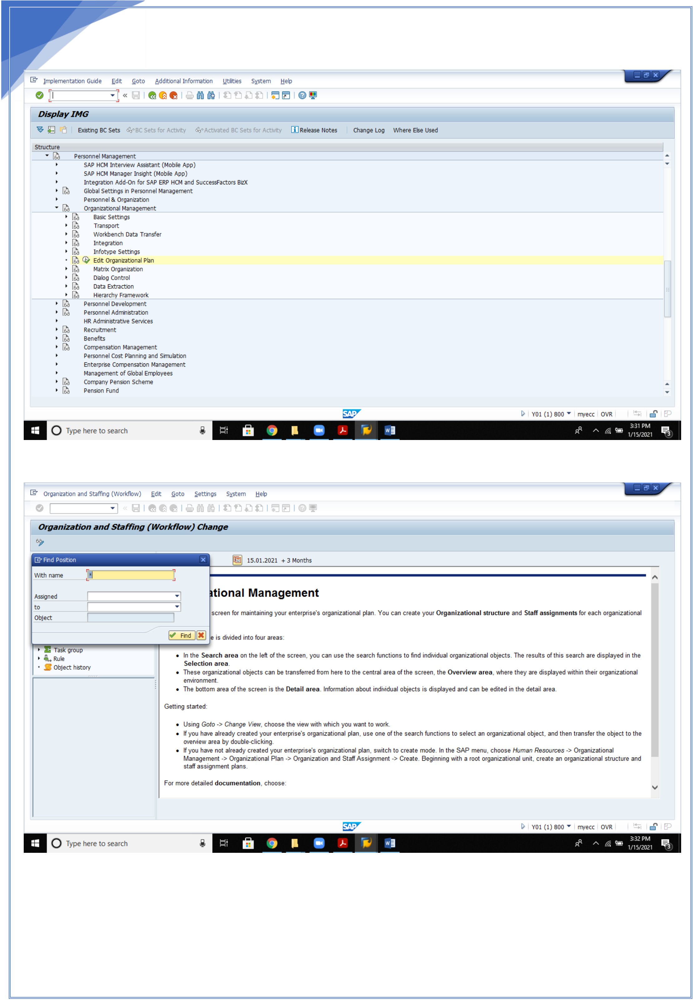 Implementation Guide Edit Goto Additional Information Utilities System Help
Display IMG
Existing BC Sets BC Sets for Activity Activated BC Sets for Activity Release Notes Change Log Where Else Used
Structure
Personnel Management
SAP HCM Interview Assistant (Mobile App)
SAP HCM Manager Insight (Mobile App)
Integration Add-On for SAP ERP HCM and SuccessFactors BizX
Global Settings in Personnel Management
Personnel & Organization
Organizational Management
Basic Settings
Transport
Workbench Data Transfer
Integration
Infotype Settings
Edit Organizational Plan
Matrix Organization
Dialog Control
Data Extraction
Hierarchy Framework
Personnel Development
Personnel Administration
HR Administrative Services
Recruitment
Benefits
Compensation Management
Personnel Cost Planning and Simulation
Enterprise Compensation Management
Management of Global Employees
Company Pension Scheme
Pension Fund
SAP Y01 (1) 800 myecc OVR
Type here to search 3:31 PM
1/15/2021 3
Organization and Staffing (Workflow) Edit Goto Settings System Help
Organization and Staffing (Workflow) Change
Find Position 15.01.2021 + 3 Months
With name *
ational Management
Assigned
to
Object
screen for maintaining your enterprise's organizational plan. You can create your Organizational structure and Staff assignments for each organizational
Find
e is divided into four areas:
Task group
Rule
Object history
• In the Search area on the left of the screen, you can use the search functions to find individual organizational objects. The results of this search are displayed in the
Selection area.
• These organizational objects can be transferred from here to the central area of the screen, the Overview area, where they are displayed within their organizational
environment.
• The bottom area of the screen is the Detail area. Information about individual objects is displayed and can be edited in the detail area.
Getting started:
• Using Goto -> Change View, choose the view with which you want to work.
• If you have already created your enterprise's organizational plan, use one of the search functions to select an organizational object, and then transfer the object to the
overview area by double-clicking.
• If you have not already created your enterprise's organizational plan, switch to create mode. In the SAP menu, choose Human Resources -> Organizational
Management -> Organizational Plan -> Organization and Staff Assignment -> Create. Beginning with a root organizational unit, create an organizational structure and
staff assignment plans.
For more detailed documentation, choose:
SAP Y01 (1) 800 myecc OVR
Type here to search 3:32 PM
1/15/2021 3